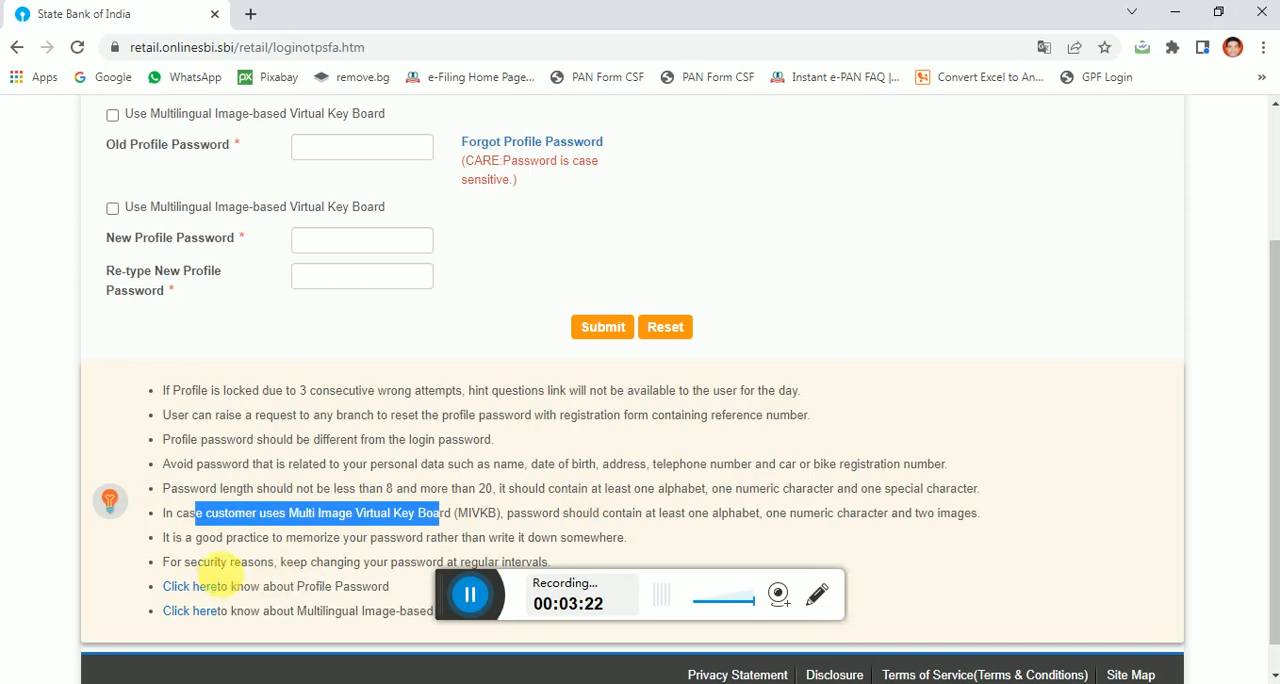 State Bank of India
retail.onlinesbi.sbi/retail/loginotpsfa.htm
Apps Google WhatsApp px Pixabay remove.bg e-Filing Home Page... PAN Form CSF PAN Form CSF Instant e-PAN FAQ |... Convert Excel to An... GPF Login »
Use Multilingual Image-based Virtual Key Board
Old Profile Password *
Forgot Profile Password
(CARE:Password is case
sensitive.)
Use Multilingual Image-based Virtual Key Board
New Profile Password *
Re-type New Profile
Password *
Submit Reset
• If Profile is locked due to 3 consecutive wrong attempts, hint questions link will not be available to the user for the day.
• User can raise a request to any branch to reset the profile password with registration form containing reference number.
• Profile password should be different from the login password.
• Avoid password that is related to your personal data such as name, date of birth, address, telephone number and car or bike registration number.
• Password length should not be less than 8 and more than 20, it should contain at least one alphabet, one numeric character and one special character.
• In case customer uses Multi Image Virtual Key Board (MIVKB), password should contain at least one alphabet, one numeric character and two images.
• It is a good practice to memorize your password rather than write it down somewhere.
• For security reasons, keep changing your password at regular intervals.
• Click hereto know about Profile Password
• Click hereto know about Multilingual Image-based
Recording...
00:03:22
Privacy Statement Disclosure Terms of Service(Terms & Conditions) Site Map